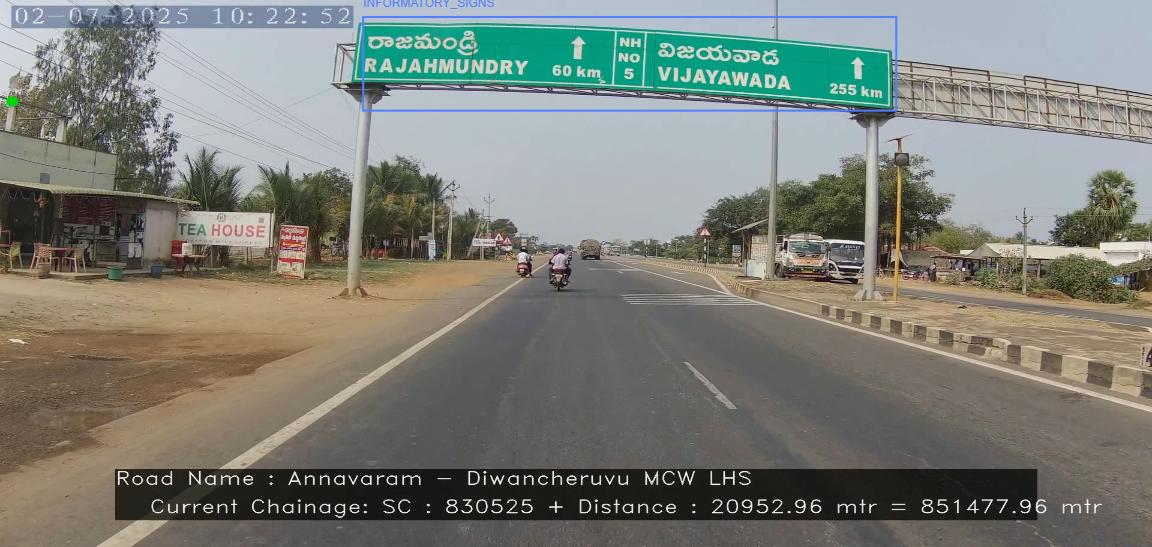 INFORMATORY_SIGNS
02-07-2025 10:22:52
రాజమండ్రి
RAJAHMUNDRY
60 km
NH
NO
5
విజయవాడ
VIJAYAWADA
255 km
TEA HOUSE
Road Name : Annavaram - Diwancheruvu MCW LHS
Current Chainage: SC : 830525 + Distance : 20952.96 mtr = 851477.96 mtr